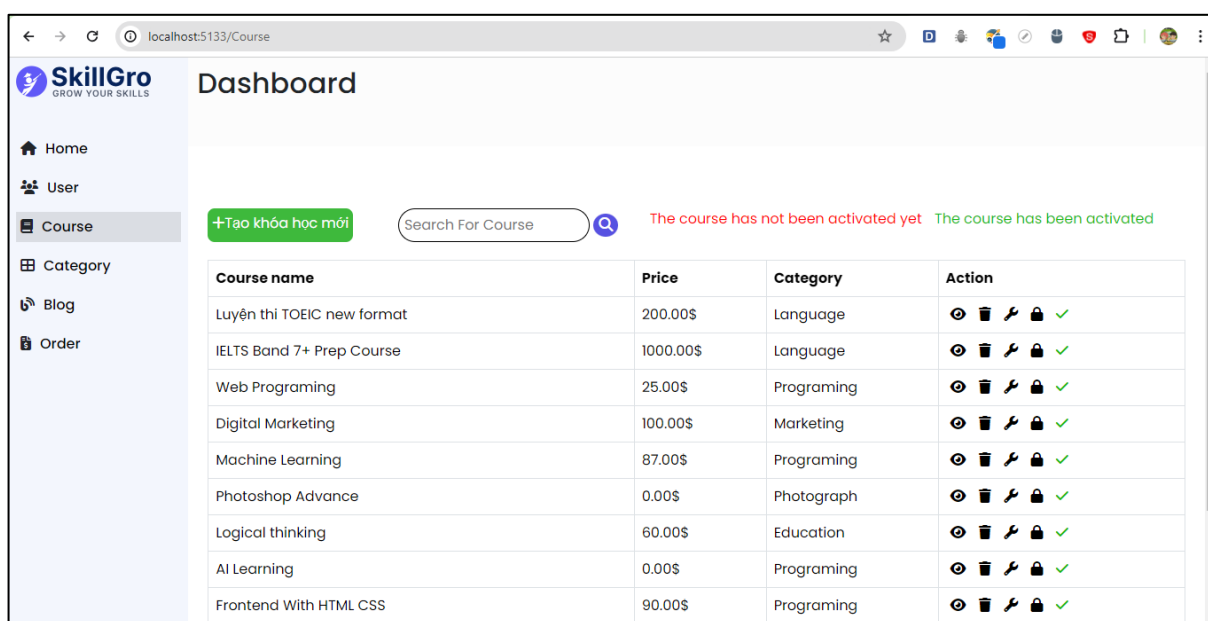 localhost:5133/Course
SkillGro
GROW YOUR SKILLS
Dashboard
Home
User
Course
Category
Blog
Order
+Tạo khóa học mới
Search For Course
The course has not been activated yet The course has been activated
Course name Price Category Action
Luyện thi TOEIC new format 200.00$ Language
IELTS Band 7+ Prep Course 1000.00$ Language
Web Programing 25.00$ Programing
Digital Marketing 100.00$ Marketing
Machine Learning 87.00$ Programing
Photoshop Advance 0.00$ Photograph
Logical thinking 60.00$ Education
AI Learning 0.00$ Programing
Frontend With HTML CSS 90.00$ Programing